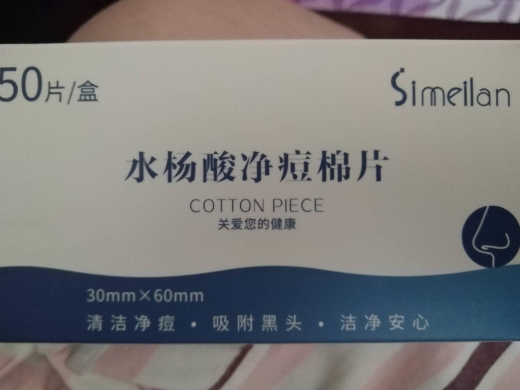 50片/盒
Simeilan
水杨酸净痘棉片
COTTON PIECE
关爱您的健康
30mm×60mm
清洁净痘 • 吸附黑头 • 洁净安心